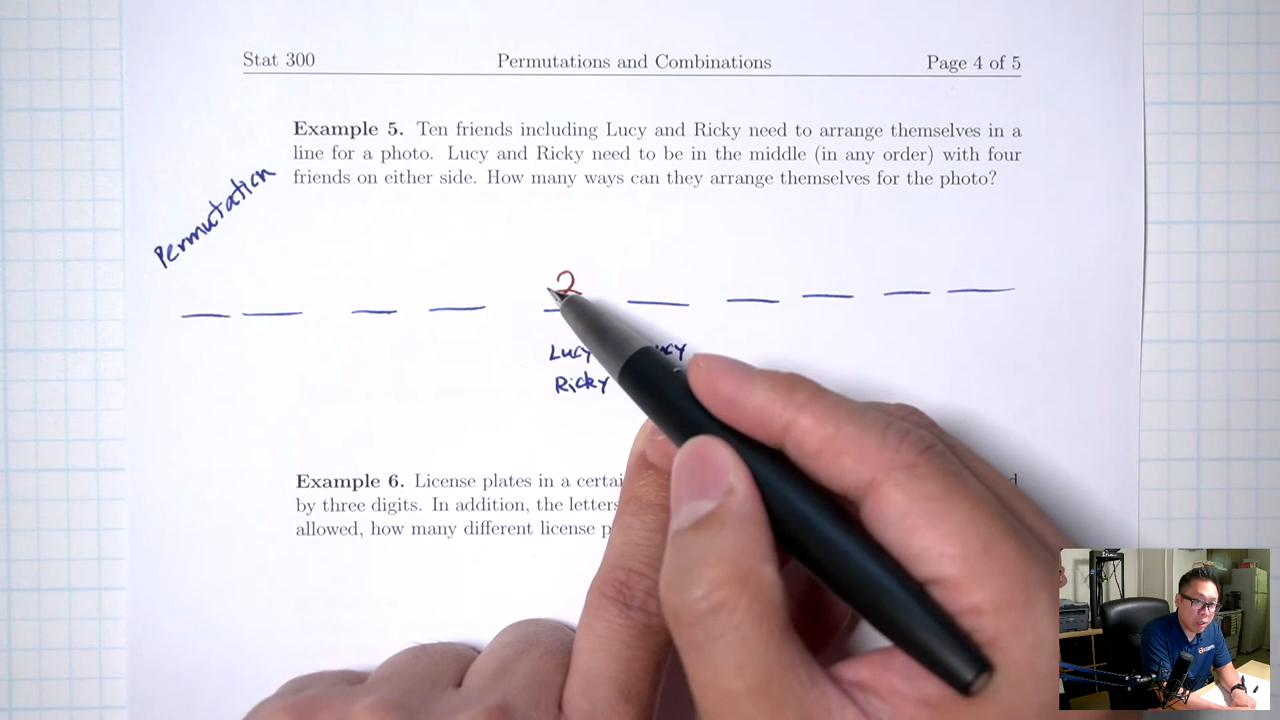 Stat 300 Permutations and Combinations Page 4 of 5
Example 5. Ten friends including Lucy and Ricky need to arrange themselves in a
line for a photo. Lucy and Ricky need to be in the middle (in any order) with four
friends on either side. How many ways can they arrange themselves for the photo?
Permutation
2
Lucy
Ricky
Example 6. License plates in a
by three digits. In addition, the letters
allowed, how many different license